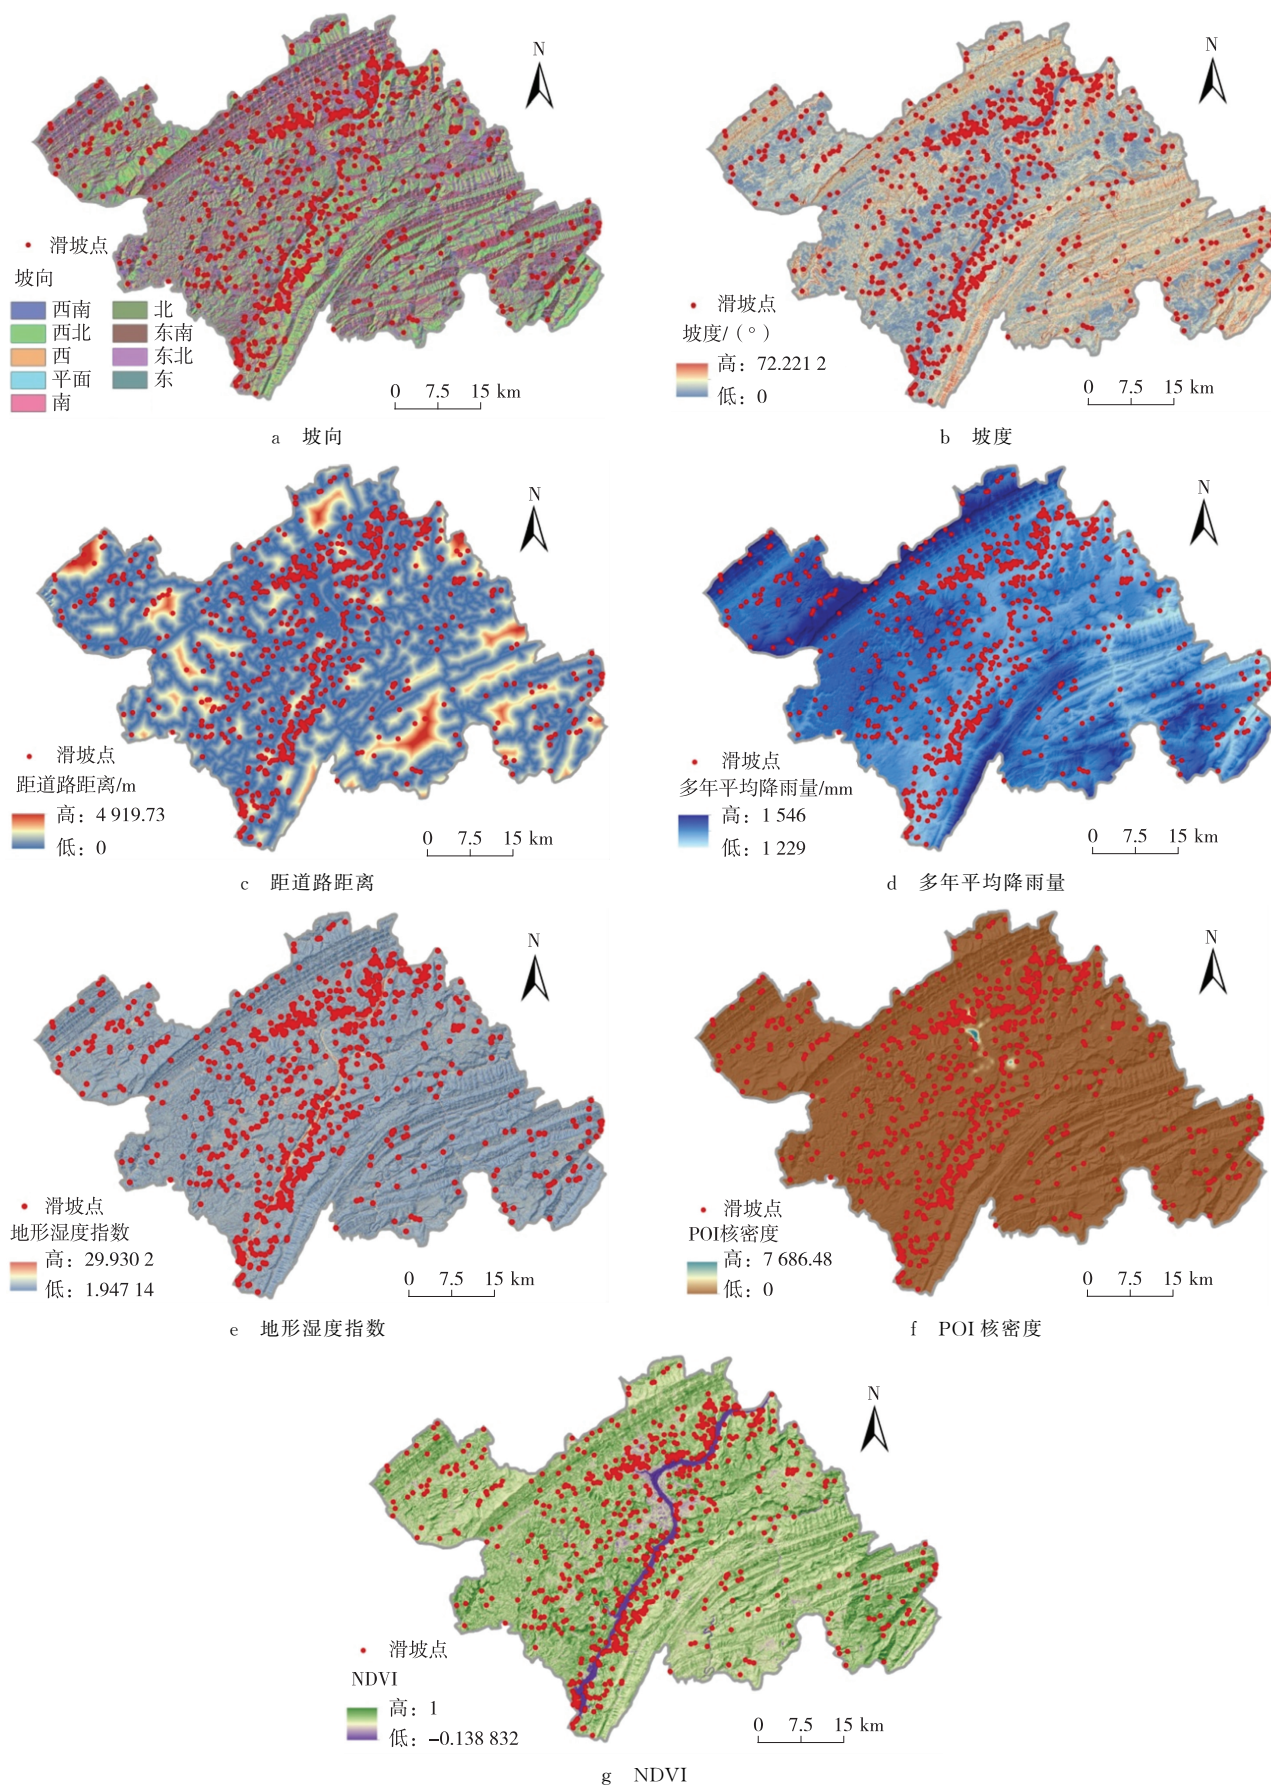 N
滑坡点
坡向
西南
北
西北
东南
西
东北
平面
东
南
0 7.5 15 km
a 坡向
N
滑坡点
坡度/（°）
高：72.221 2
低：0
0 7.5 15 km
b 坡度
N
滑坡点
距道路距离/m
高：4 919.73
低：0
0 7.5 15 km
c 距道路距离
N
滑坡点
多年平均降雨量/mm
高：1 546
低：1 229
0 7.5 15 km
d 多年平均降雨量
N
滑坡点
地形湿度指数
高：29.930 2
低：1.947 14
0 7.5 15 km
e 地形湿度指数
N
滑坡点
POI核密度
高：7 686.48
低：0
0 7.5 15 km
f POI 核密度
N
滑坡点
NDVI
高：1
低：−0.138 832
0 7.5 15 km
g NDVI